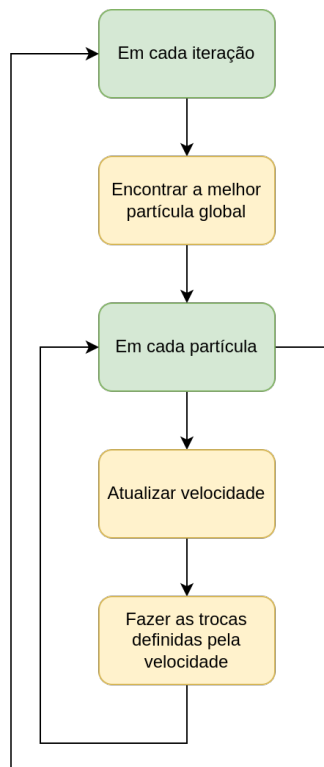 Em cada iteração
Encontrar a melhor
partícula global
Em cada partícula
Atualizar velocidade
Fazer as trocas
definidas pela
velocidade